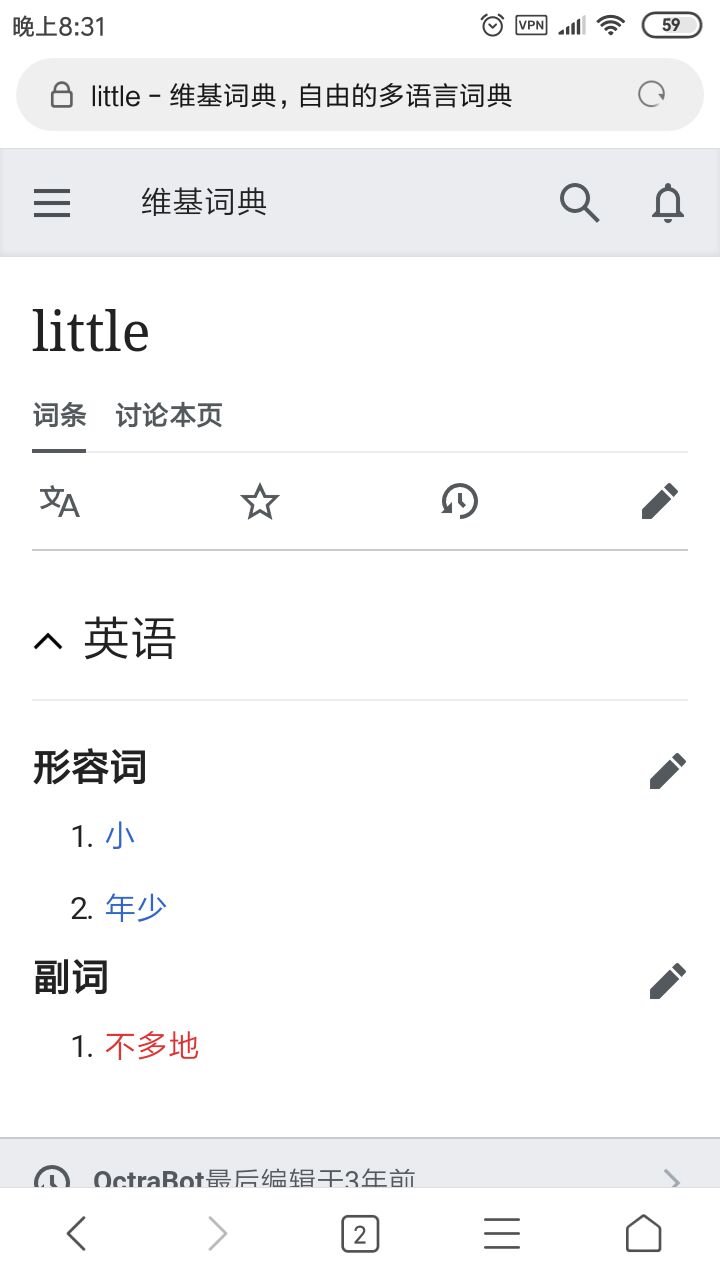 晚上8:31
VPN
59
little - 维基词典，自由的多语言词典
维基词典
little
词条 讨论本页
文A
英语
形容词
1. 小
2. 年少
副词
1. 不多地
OctraBot最后编辑于3年前
2